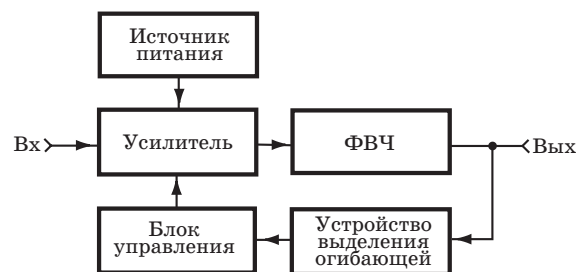 Источник
питания
Вх
Усилитель
ФВЧ
Вых
Блок
управления
Устройство
выделения
огибающей